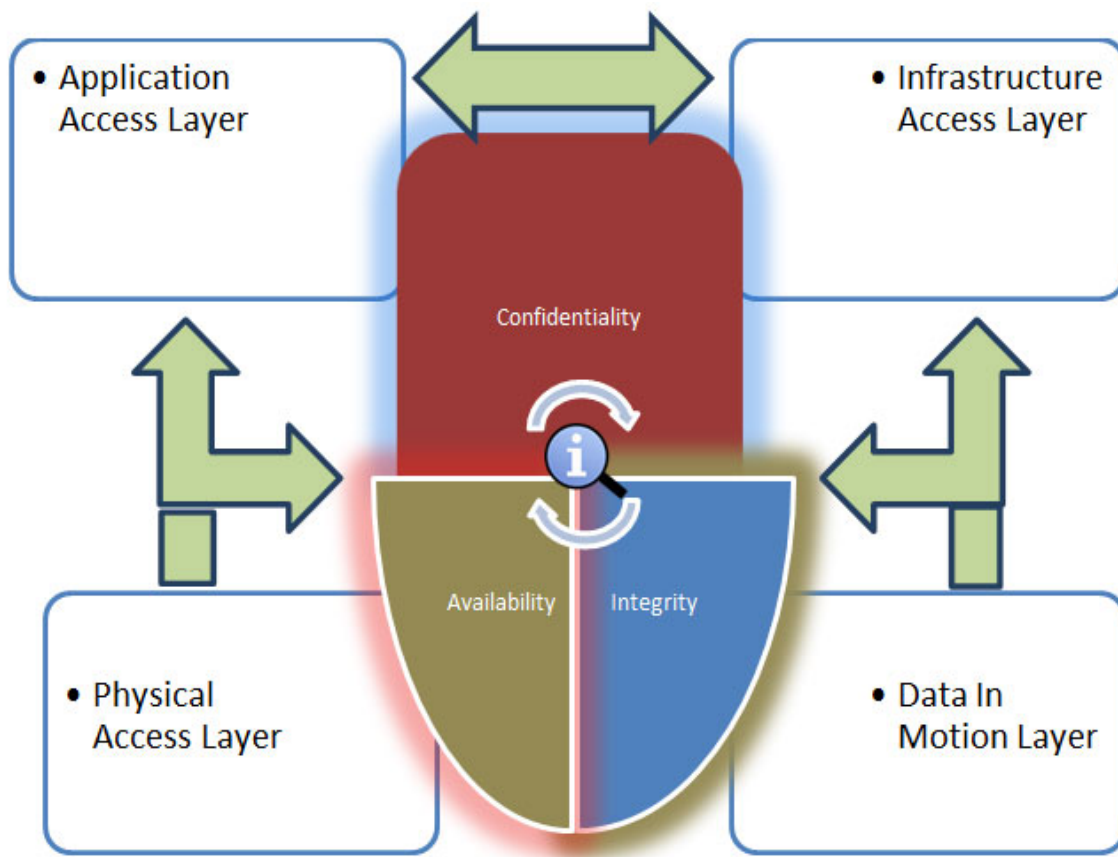 • Application
Access Layer
• Infrastructure
Access Layer
Confidentiality
i
Availability
Integrity
• Physical
Access Layer
• Data In
Motion Layer